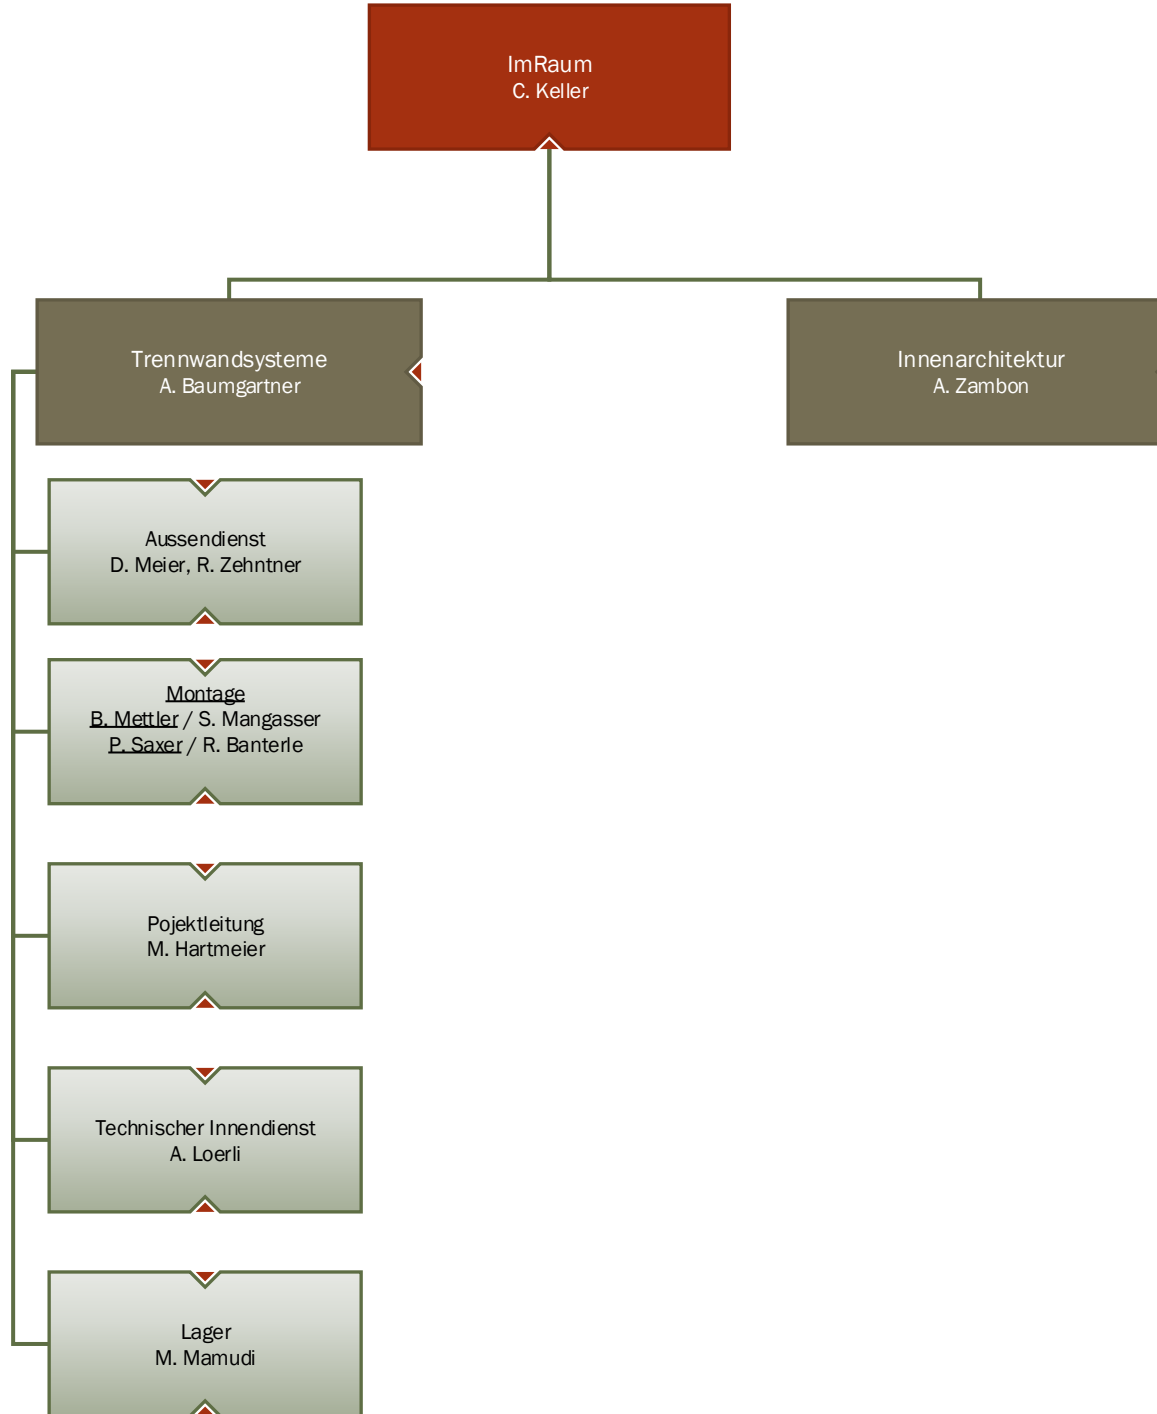 ImRaum
C. Keller
Trennwandsysteme
A. Baumgartner
Innenarchitektur
A. Zambon
Aussendienst
D. Meier, R. Zehntner
Montage
B. Mettler / S. Mangasser
P. Saxer / R. Banterle
Pojektleitung
M. Hartmeier
Technischer Innendienst
A. Loerli
Lager
M. Mamudi